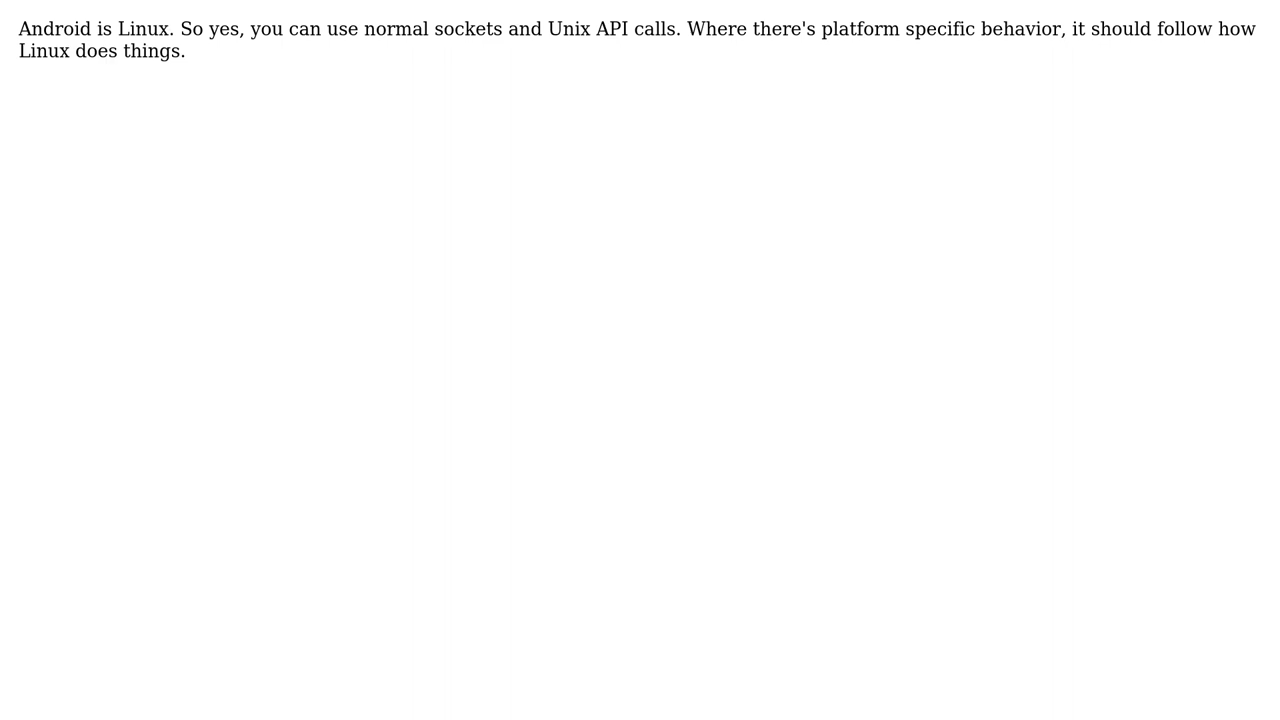 Android is Linux. So yes, you can use normal sockets and Unix API calls. Where there's platform specific behavior, it should follow how
Linux does things.